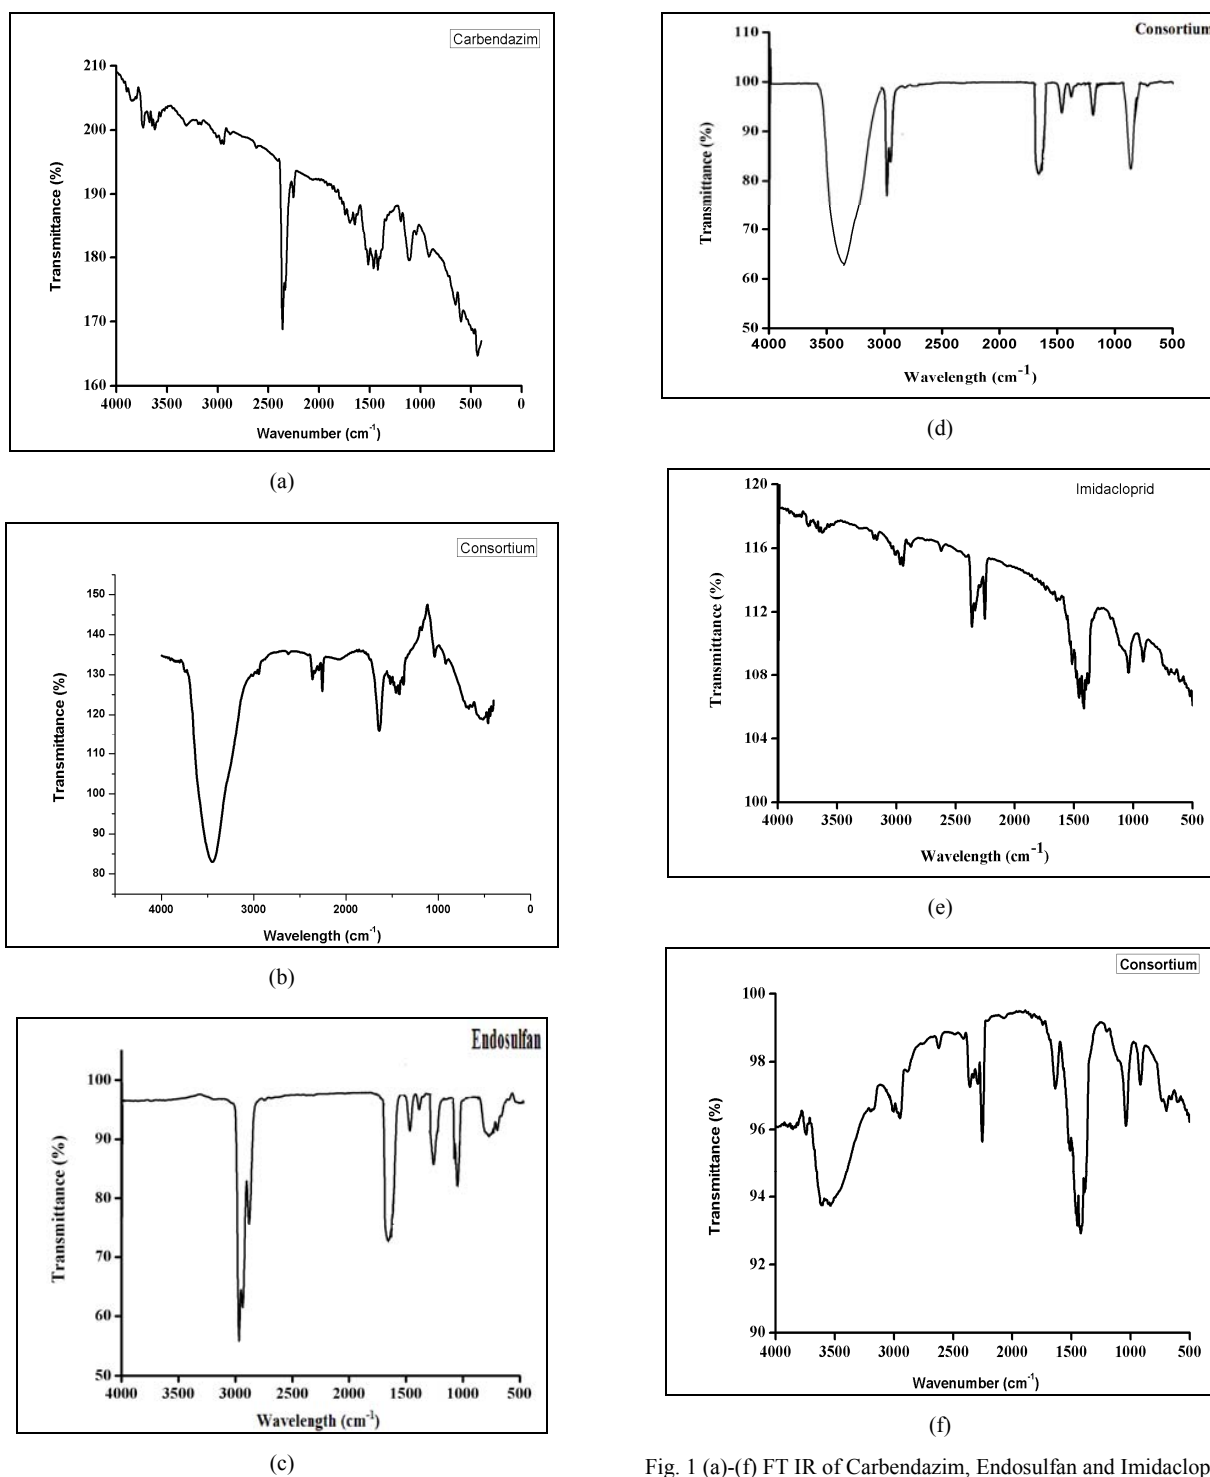 Carbendazim
210
200
190
180
170
160
Transmittance (%)
4000 3500 3000 2500 2000 1500 1000 500 0
Wavenumber (cm-1)
(a)
Consortium
150
140
130
120
110
100
90
80
Transmittance (%)
4000 3000 2000 1000 0
Wavelength (cm-1)
(b)
Endosulfan
100
90
80
70
60
50
Transmittance (%)
4000 3500 3000 2500 2000 1500 1000 500
Wavelength (cm-1)
(c)
Consortium
110
100
90
80
70
60
50
Transmittance (%)
4000 3500 3000 2500 2000 1500 1000 500
Wavelength (cm-1)
(d)
Imidacloprid
120
116
112
108
104
100
Transmittance (%)
4000 3500 3000 2500 2000 1500 1000 500
Wavelength (cm-1)
(e)
Consortium
100
98
96
94
92
90
Transmittance (%)
4000 3500 3000 2500 2000 1500 1000 500
Wavenumber (cm-1)
(f)
Fig. 1 (a)-(f) FT IR of Carbendazim, Endosulfan and Imidaclop